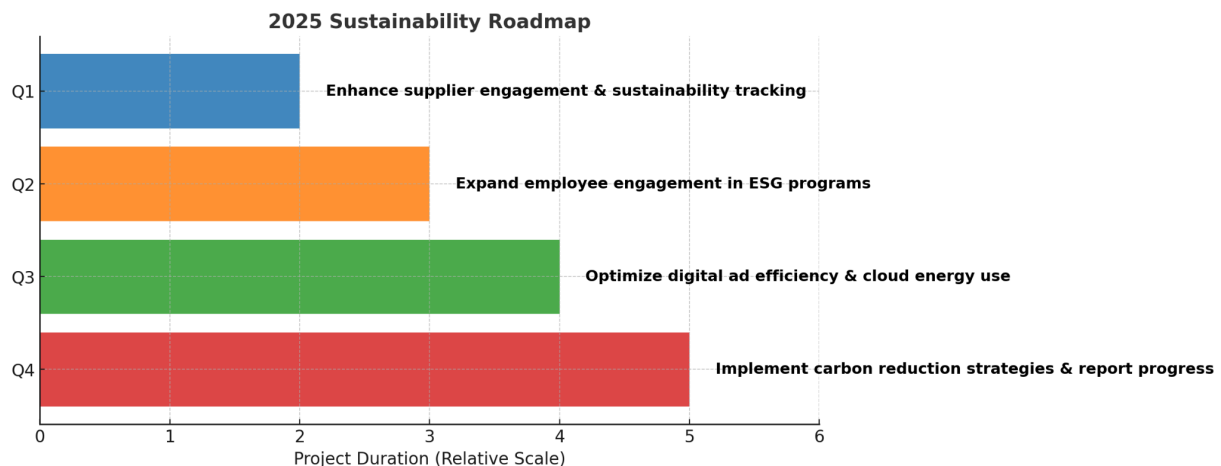 2025 Sustainability Roadmap
Q1
Enhance supplier engagement & sustainability tracking
Q2
Expand employee engagement in ESG programs
Q3
Optimize digital ad efficiency & cloud energy use
Q4
Implement carbon reduction strategies & report progress
0 1 2 3 4 5 6
Project Duration (Relative Scale)